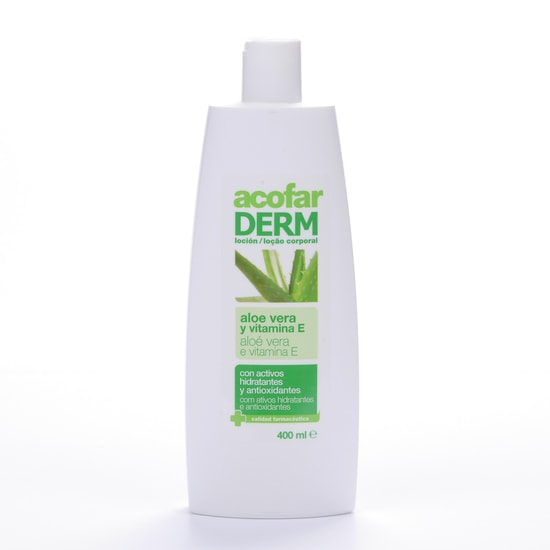 acofar
DERM
loción/loção corporal
aloe vera
y vitamina E
aloé vera
e vitamina E
con activos
hidratantes
y antioxidantes
com ativos hidratantes
e antioxidantes
calidad farmacéutica
400 ml ℮